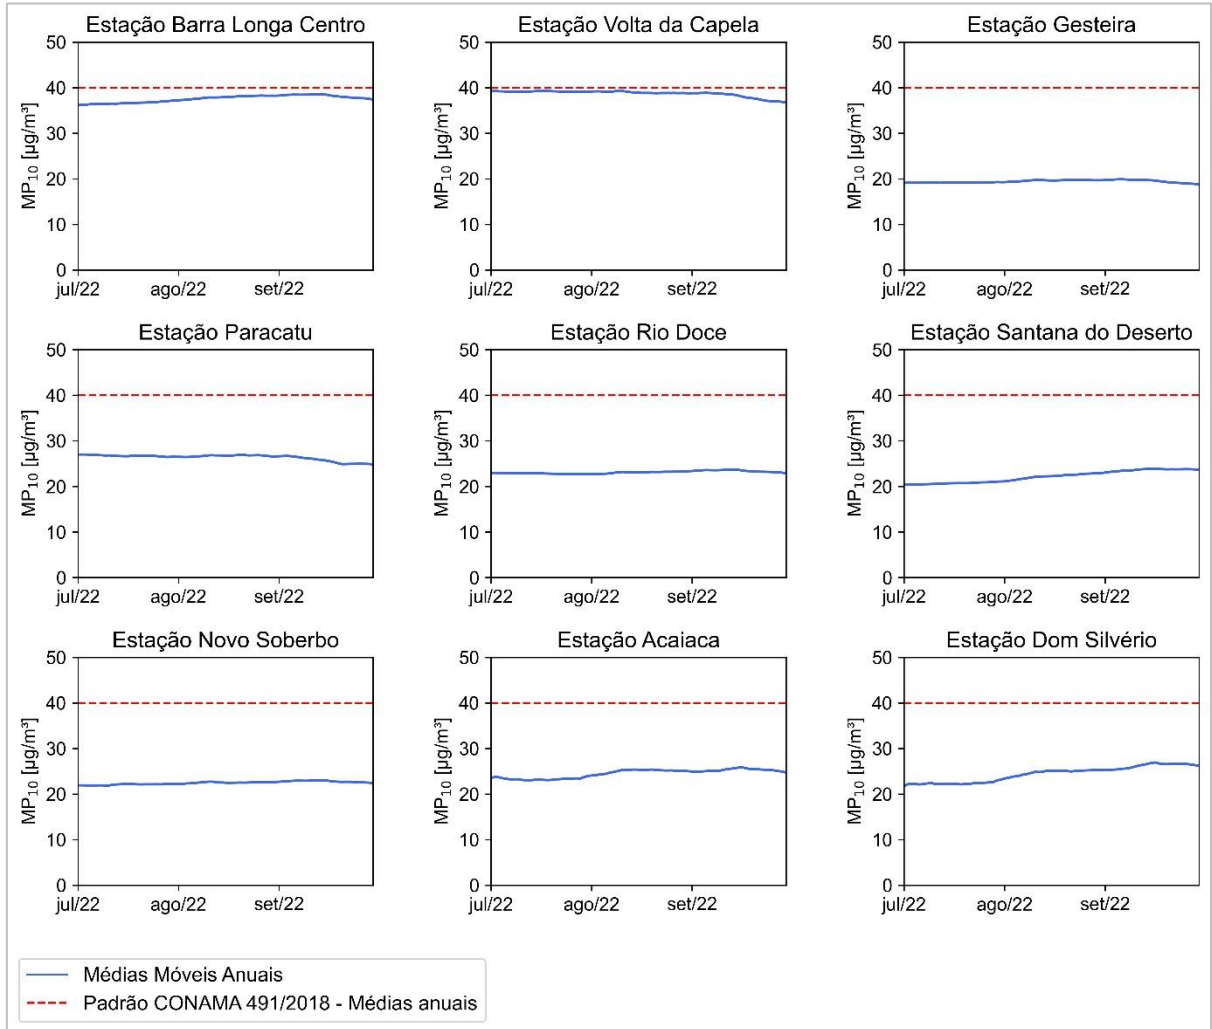 Estação Barra Longa Centro
Estação Volta da Capela
Estação Gesteira
50
40
30
20
10
0
MP₁₀ [µg/m³]
jul/22 ago/22 set/22
50
40
30
20
10
0
MP₁₀ [µg/m³]
jul/22 ago/22 set/22
50
40
30
20
10
0
MP₁₀ [µg/m³]
jul/22 ago/22 set/22
Estação Paracatu
Estação Rio Doce
Estação Santana do Deserto
50
40
30
20
10
0
MP₁₀ [µg/m³]
jul/22 ago/22 set/22
50
40
30
20
10
0
MP₁₀ [µg/m³]
jul/22 ago/22 set/22
50
40
30
20
10
0
MP₁₀ [µg/m³]
jul/22 ago/22 set/22
Estação Novo Soberbo
Estação Acaiaca
Estação Dom Silvério
50
40
30
20
10
0
MP₁₀ [µg/m³]
jul/22 ago/22 set/22
50
40
30
20
10
0
MP₁₀ [µg/m³]
jul/22 ago/22 set/22
50
40
30
20
10
0
MP₁₀ [µg/m³]
jul/22 ago/22 set/22
Médias Móveis Anuais
Padrão CONAMA 491/2018 - Médias anuais